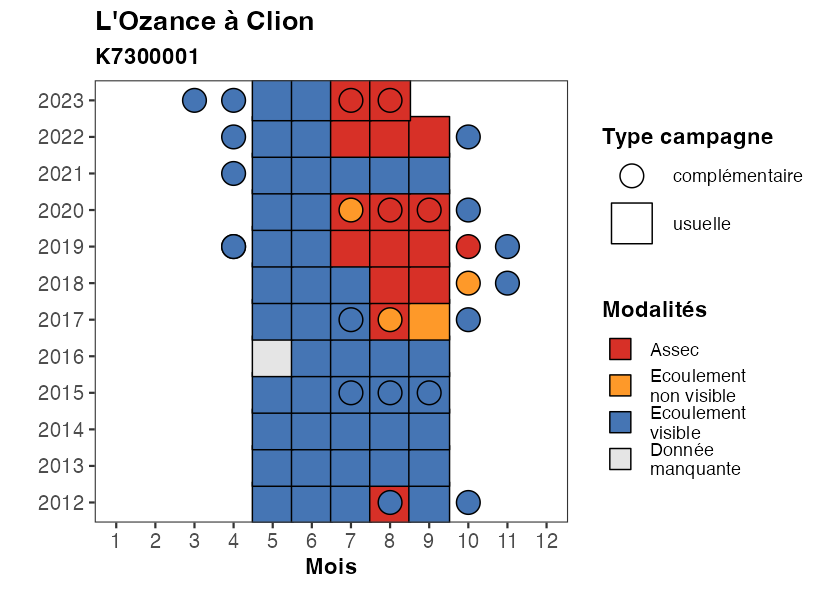 L'Ozance à Clion
K7300001
2023
2022
2021
2020
2019
2018
2017
2016
2015
2014
2013
2012
1 2 3 4 5 6 7 8 9 10 11 12
Mois
Type campagne
complémentaire
usuelle
Modalités
Assec
Ecoulement
non visible
Ecoulement
visible
Donnée
manquante